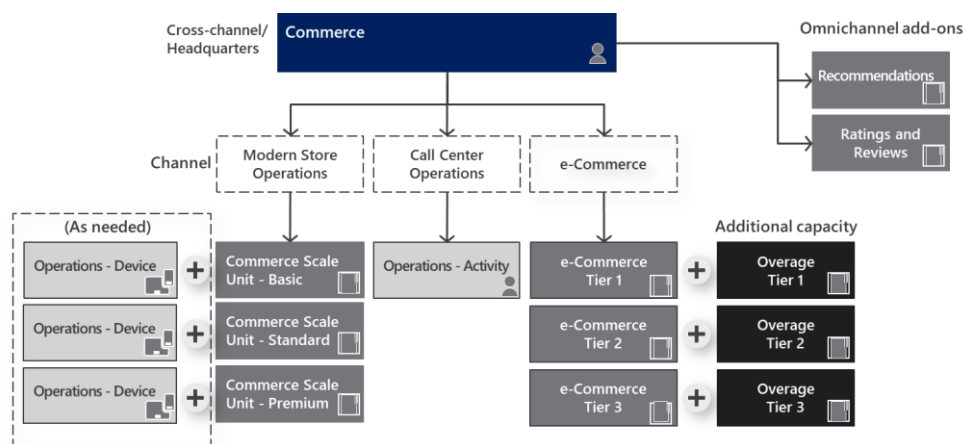 Cross-channel/
Headquarters
Commerce
Omnichannel add-ons
Recommendations
Ratings and
Reviews
Channel
Modern Store
Operations
Call Center
Operations
e-Commerce
(As needed)
Additional capacity
Operations - Device
Commerce Scale
Unit - Basic
Operations - Activity
e-Commerce
Tier 1
Overage
Tier 1
Operations - Device
Commerce Scale
Unit - Standard
e-Commerce
Tier 2
Overage
Tier 2
Operations - Device
Commerce Scale
Unit - Premium
e-Commerce
Tier 3
Overage
Tier 3